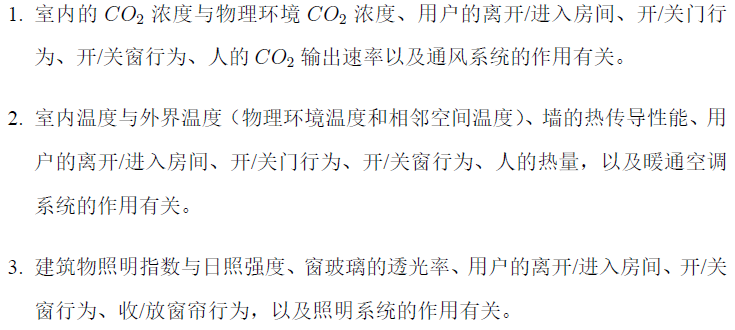 1. 室内的 CO₂ 浓度与物理环境 CO₂ 浓度、用户的离开/进入房间、开/关门行
为、开/关窗行为、人的 CO₂ 输出速率以及通风系统的作用有关。
2. 室内温度与外界温度（物理环境温度和相邻空间温度）、墙的热传导性能、用
户的离开/进入房间、开/关门行为、开/关窗行为、人的热量，以及暖通空调
系统的作用有关。
3. 建筑物照明指数与日照强度、窗玻璃的透光率、用户的离开/进入房间、开/关
窗行为、收/放窗帘行为，以及照明系统的作用有关。